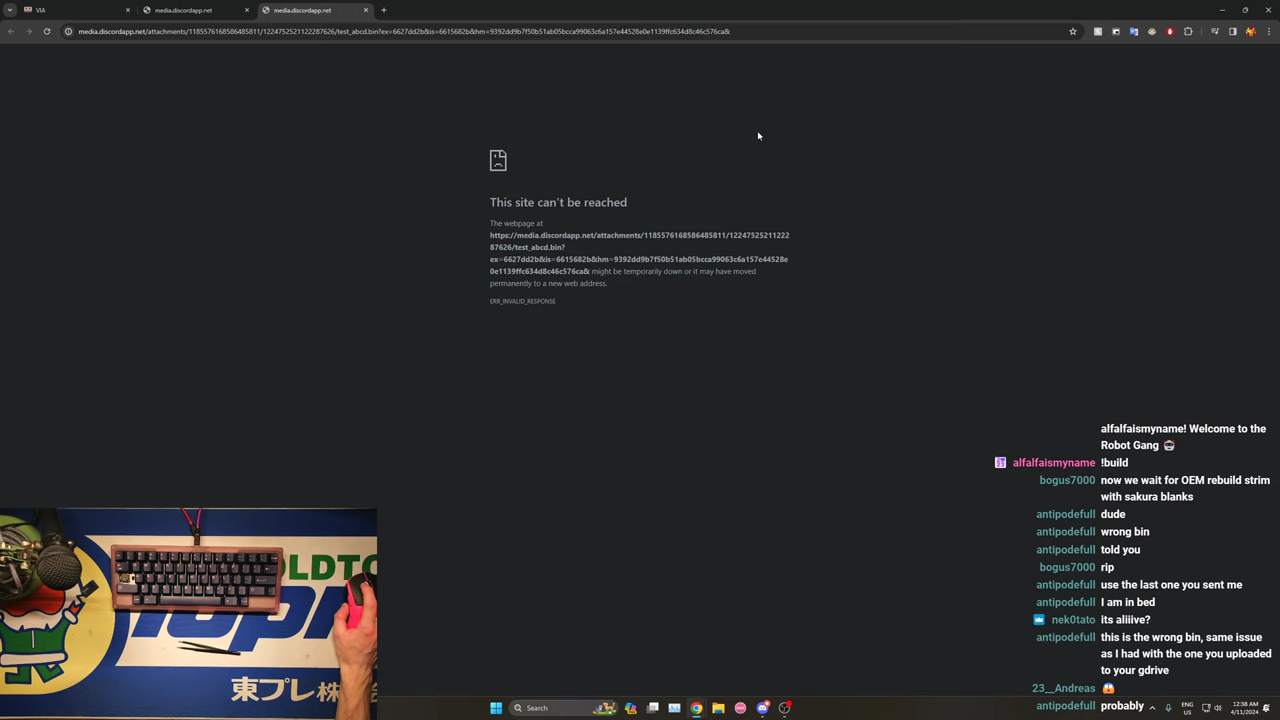 VIA
media.discordapp.net
media.discordapp.net
media.discordapp.net/attachments/1185576168586485811/1224752521122287626/test_abcd.bin?ex=6627dd2b&is=6615682b&hm=9392dd9b7f50b51ab05bcca99063c6a157e44528e0e1139ffc634d8c46c576ca&
This site can't be reached
The webpage at
https://media.discordapp.net/attachments/1185576168586485811/12247525211222
87626/test_abcd.bin?
ex=6627dd2b&is=6615682b&hm=9392dd9b7f50b51ab05bcca99063c6a157e44528e
0e1139ffc634d8c46c576ca& might be temporarily down or it may have moved
permanently to a new web address.
ERR_INVALID_RESPONSE
alfalfaismyname! Welcome to the
Robot Gang
alfalfaismyname !build
bogus7000 now we wait for OEM rebuild strim
with sakura blanks
antipodefull dude
antipodefull wrong bin
antipodefull told you
bogus7000 rip
antipodefull use the last one you sent me
antipodefull I am in bed
nek0tato its aliiive?
antipodefull this is the wrong bin, same issue
as I had with the one you uploaded
to your gdrive
23__Andreas 😱
antipodefull probably
OLDTO
東プレ株
Search
ENG
US
12:38 AM
4/11/2024